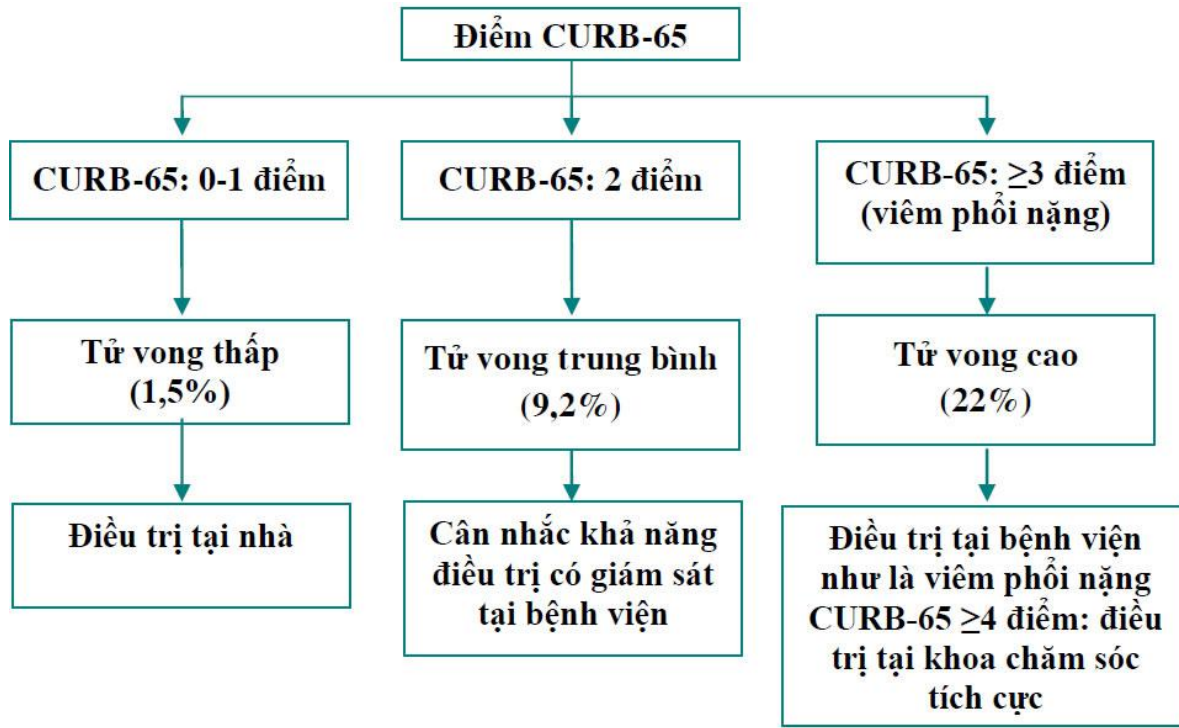 Điểm CURB-65
CURB-65: 0-1 điểm
CURB-65: 2 điểm
CURB-65: ≥3 điểm
(viêm phổi nặng)
Tử vong thấp
(1,5%)
Tử vong trung bình
(9,2%)
Tử vong cao
(22%)
Điều trị tại nhà
Cân nhắc khả năng
điều trị có giám sát
tại bệnh viện
Điều trị tại bệnh viện
như là viêm phổi nặng
CURB-65 ≥4 điểm: điều
trị tại khoa chăm sóc
tích cực